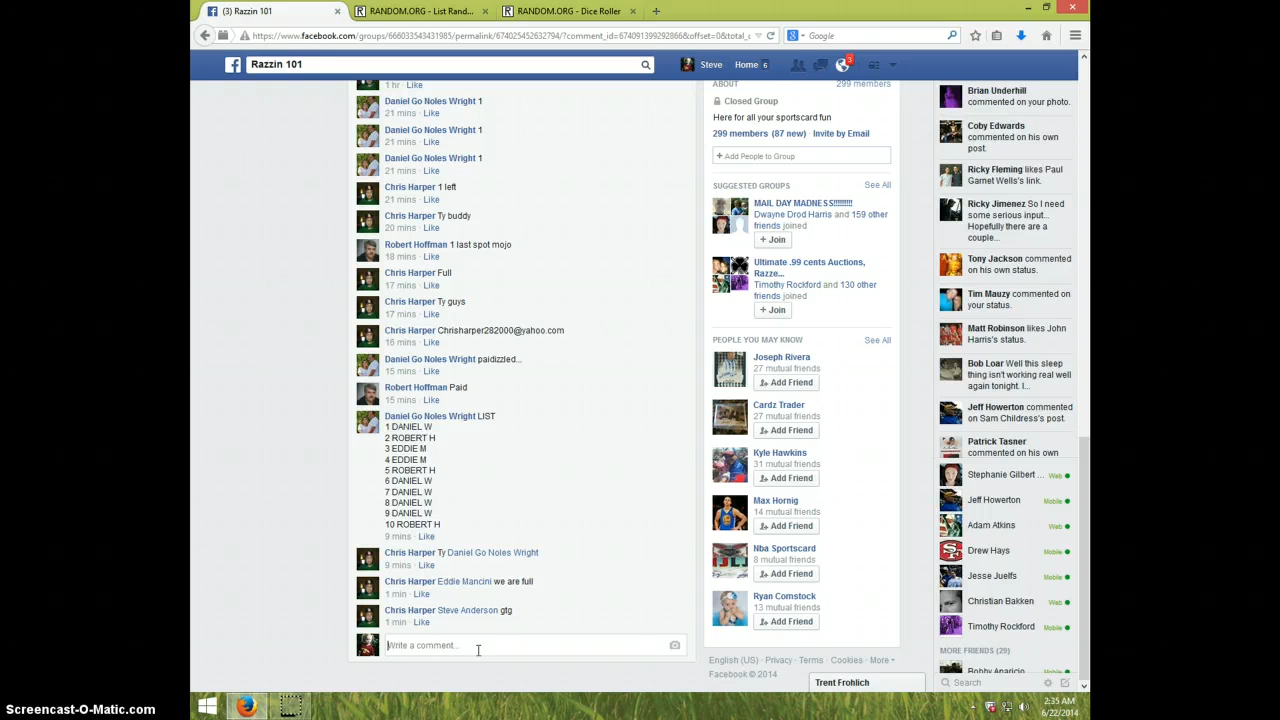 (3) Razzin 101
RANDOM.ORG - List Rand...
RANDOM.ORG - Dice Roller
https://www.facebook.com/groups/666033543431985/permalink/674025452632794/?comment_id=674091399292866&offset=0&total_c
Google
Razzin 101
Steve
Home 6
3
1 hr · Like
Daniel Go Noles Wright 1
21 mins · Like
Daniel Go Noles Wright 1
21 mins · Like
Daniel Go Noles Wright 1
21 mins · Like
Chris Harper 1 left
21 mins · Like
Chris Harper Ty buddy
20 mins · Like
Robert Hoffman 1 last spot mojo
18 mins · Like
Chris Harper Full
17 mins · Like
Chris Harper Ty guys
17 mins · Like
Chris Harper Chrisharper282000@yahoo.com
16 mins · Like
Daniel Go Noles Wright paidizzled...
15 mins · Like
Robert Hoffman Paid
15 mins · Like
Daniel Go Noles Wright LIST
1 DANIEL W
2 ROBERT H
3 EDDIE M
4 EDDIE M
5 ROBERT H
6 DANIEL W
7 DANIEL W
8 DANIEL W
9 DANIEL W
10 ROBERT H
9 mins · Like
Chris Harper Ty Daniel Go Noles Wright
9 mins · Like
Chris Harper Eddie Mancini we are full
1 min · Like
Chris Harper Steve Anderson gtg
1 min · Like
Write a comment...
ABOUT
299 members
Closed Group
Here for all your sportscard fun
299 members (87 new) · Invite by Email
+ Add People to Group
SUGGESTED GROUPS
See All
MAIL DAY MADNESS!!!!!!!!!
Dwayne Drod Harris and 159 other
friends joined
+ Join
Ultimate .99 cents Auctions,
Razze...
Timothy Rockford and 130 other
friends joined
+ Join
PEOPLE YOU MAY KNOW
See All
Joseph Rivera
27 mutual friends
Add Friend
Cardz Trader
27 mutual friends
Add Friend
Kyle Hawkins
31 mutual friends
Add Friend
Max Hornig
14 mutual friends
Add Friend
Nba Sportscard
8 mutual friends
Add Friend
Ryan Comstock
13 mutual friends
Add Friend
English (US) · Privacy · Terms · Cookies · More
Facebook © 2014
Trent Frohlich
Brian Underhill
commented on your photo.
Coby Edwards
commented on his own
post.
Ricky Fleming likes Paul
Garnet Wells's link.
Ricky Jimenez So I need
some serious input...
Hopefully there are a
couple...
Tony Jackson commented
on his own status.
Tim Mauzy commented on
your status.
Matt Robinson likes John
Harris's status.
Bob Loar Well this sleep
thing isn't working real well
again tonight. I...
Jeff Howerton commented
on Sam Childress's post.
Patrick Tasner
commented on his own
Stephanie Gilbert ... Web
Jeff Howerton Mobile
Adam Atkins Web
Drew Hays Mobile
Jesse Juelfs Mobile
Christian Bakken Web
Timothy Rockford Mobile
MORE FRIENDS (29)
Bobby Aparicio
Search
Screencast-O-Matic.com
2:35 AM
6/22/2014